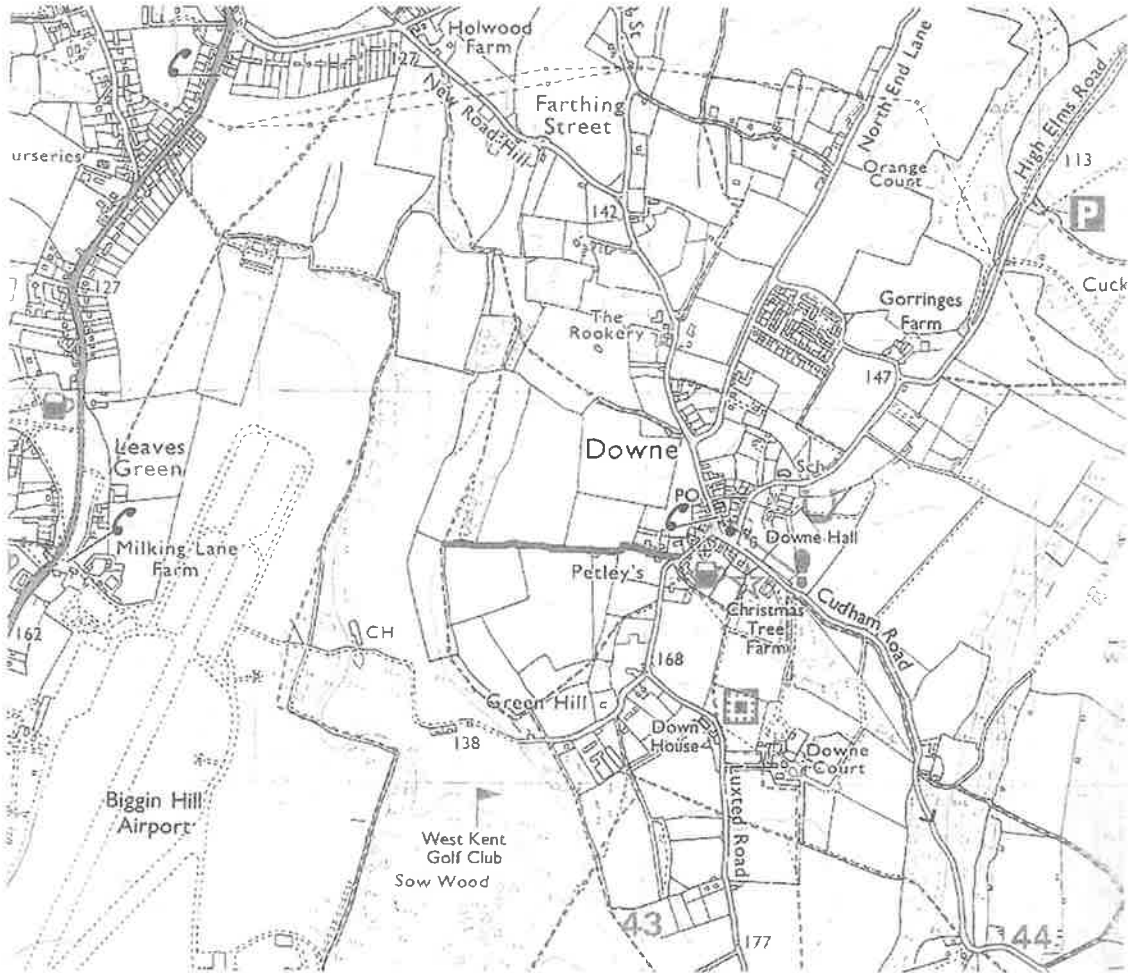 Holwood
Farm
127
New Road Hill
Farthing
Street
North End Lane
High Elms Road
113
Orange
Court
P
urseries
142
127
Cuck
Gorringes
Farm
The
Rookery
147
Leaves
Green
Downe
Sch
PO
Downe Hall
Milking Lane
Farm
Petley's
Christmas
Tree
Farm
Cudham Road
162
CH
168
Green Hill
Down
House
138
Downe
Court
Luxted Road
Biggin Hill
Airport
West Kent
Golf Club
Sow Wood
43
177
44